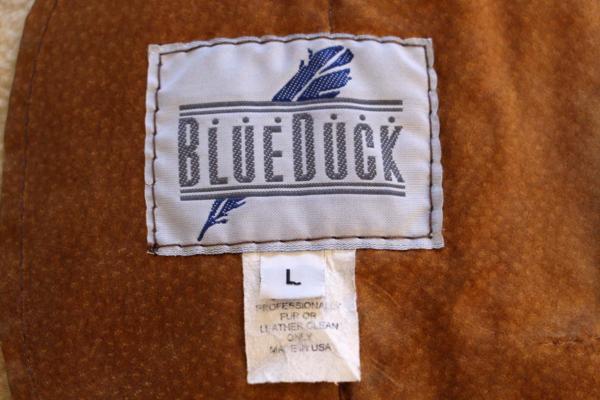 BLUEDUCK
L
PROFESSIONALLY
FUR OR
LEATHER CLEAN
ONLY
MADE IN USA